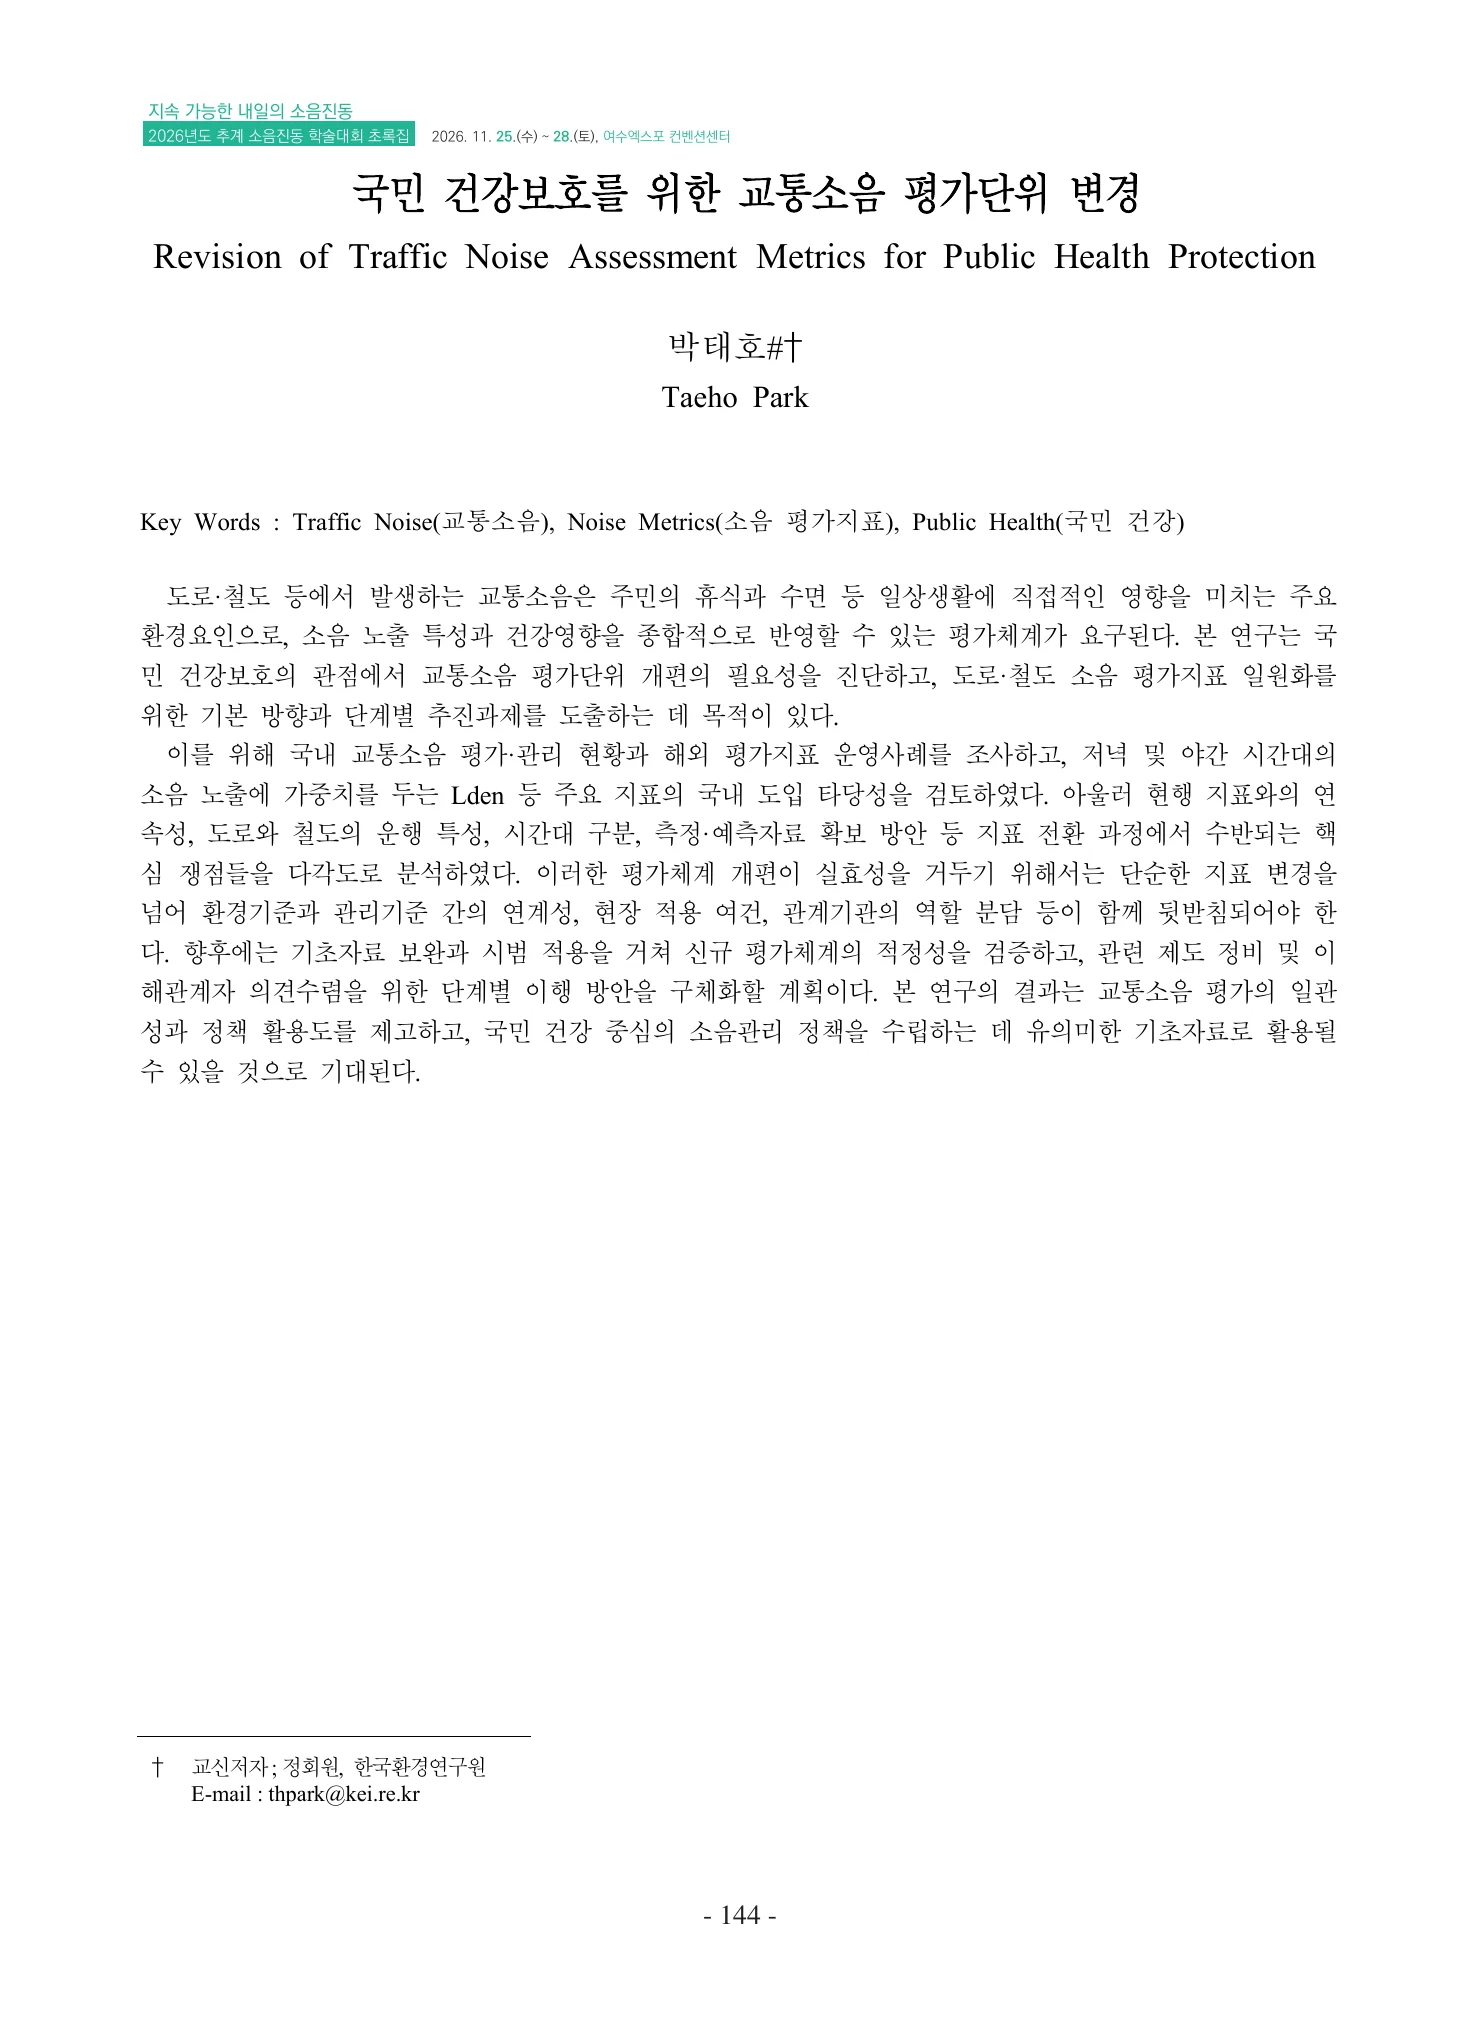 지속 가능한 내일의 소음진동
2026년도 추계 소음진동 학술대회 초록집 2026. 11. 25.(수) ~ 28.(토), 여수엑스포 컨벤션센터
국민 건강보호를 위한 교통소음 평가단위 변경
Revision of Traffic Noise Assessment Metrics for Public Health Protection
박태호#†
Taeho Park
Key Words : Traffic Noise(교통소음), Noise Metrics(소음 평가지표), Public Health(국민 건강)
도로·철도 등에서 발생하는 교통소음은 주민의 휴식과 수면 등 일상생활에 직접적인 영향을 미치는 주요
환경요인으로, 소음 노출 특성과 건강영향을 종합적으로 반영할 수 있는 평가체계가 요구된다. 본 연구는 국
민 건강보호의 관점에서 교통소음 평가단위 개편의 필요성을 진단하고, 도로·철도 소음 평가지표 일원화를
위한 기본 방향과 단계별 추진과제를 도출하는 데 목적이 있다.
이를 위해 국내 교통소음 평가·관리 현황과 해외 평가지표 운영사례를 조사하고, 저녁 및 야간 시간대의
소음 노출에 가중치를 두는 Lden 등 주요 지표의 국내 도입 타당성을 검토하였다. 아울러 현행 지표와의 연
속성, 도로와 철도의 운행 특성, 시간대 구분, 측정·예측자료 확보 방안 등 지표 전환 과정에서 수반되는 핵
심 쟁점들을 다각도로 분석하였다. 이러한 평가체계 개편이 실효성을 거두기 위해서는 단순한 지표 변경을
넘어 환경기준과 관리기준 간의 연계성, 현장 적용 여건, 관계기관의 역할 분담 등이 함께 뒷받침되어야 한
다. 향후에는 기초자료 보완과 시범 적용을 거쳐 신규 평가체계의 적정성을 검증하고, 관련 제도 정비 및 이
해관계자 의견수렴을 위한 단계별 이행 방안을 구체화할 계획이다. 본 연구의 결과는 교통소음 평가의 일관
성과 정책 활용도를 제고하고, 국민 건강 중심의 소음관리 정책을 수립하는 데 유의미한 기초자료로 활용될
수 있을 것으로 기대된다.
† 교신저자; 정회원, 한국환경연구원
E-mail : thpark@kei.re.kr
- 144 -